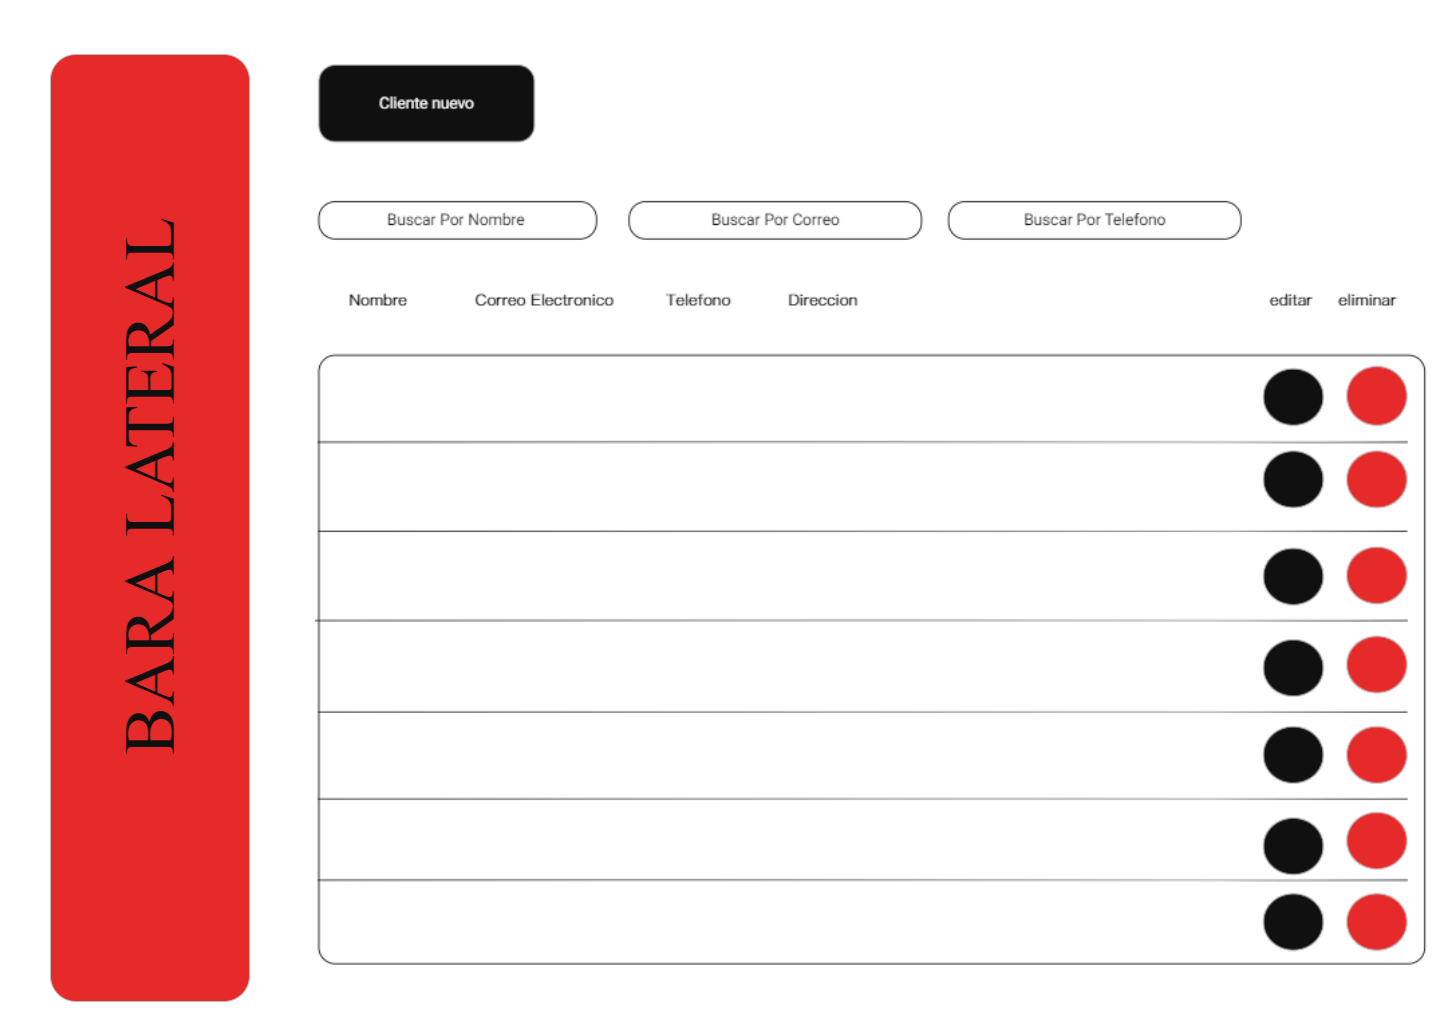 BARA LATERAL
Cliente nuevo
Buscar Por Nombre Buscar Por Correo Buscar Por Telefono
Nombre Correo Electronico Telefono Direccion editar eliminar